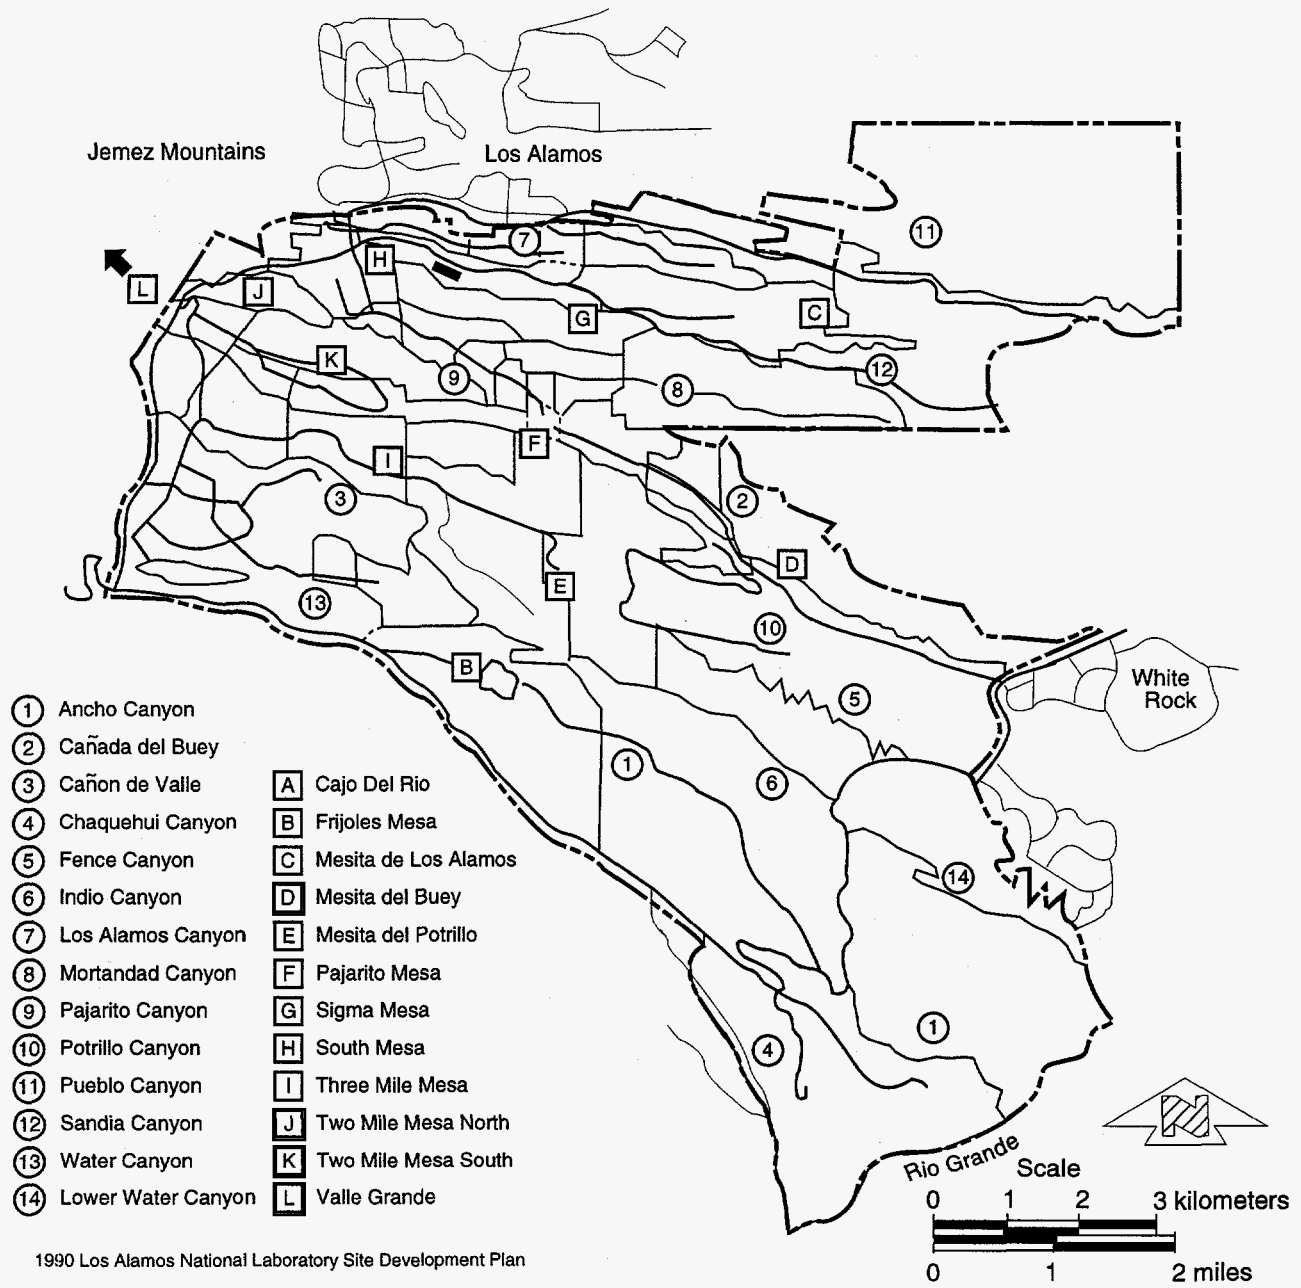 Jemez Mountains
Los Alamos
11
7
H
L
J
G
C
K
9
8
12
F
I
3
2
D
E
13
10
B
White
Rock
5
1
6
14
4
1
1 Ancho Canyon
2 Cañada del Buey
3 Cañon de Valle
4 Chaquehui Canyon
5 Fence Canyon
6 Indio Canyon
7 Los Alamos Canyon
8 Mortandad Canyon
9 Pajarito Canyon
10 Potrillo Canyon
11 Pueblo Canyon
12 Sandia Canyon
13 Water Canyon
14 Lower Water Canyon
A Cajo Del Rio
B Frijoles Mesa
C Mesita de Los Alamos
D Mesita del Buey
E Mesita del Potrillo
F Pajarito Mesa
G Sigma Mesa
H South Mesa
I Three Mile Mesa
J Two Mile Mesa North
K Two Mile Mesa South
L Valle Grande
N
Rio Grande
Scale
0 1 2 3 kilometers
0 1 2 miles
1990 Los Alamos National Laboratory Site Development Plan